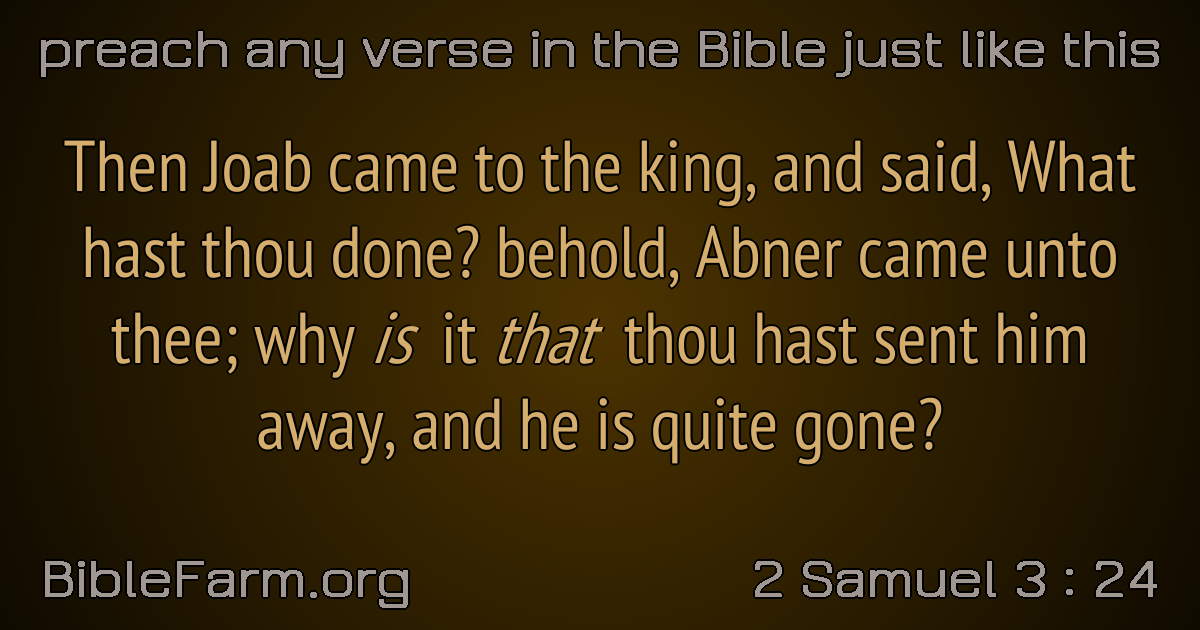 preach any verse in the Bible just like this
Then Joab came to the king, and said, What
hast thou done? behold, Abner came unto
thee; why is it that thou hast sent him
away, and he is quite gone?
BibleFarm.org
2 Samuel 3 : 24